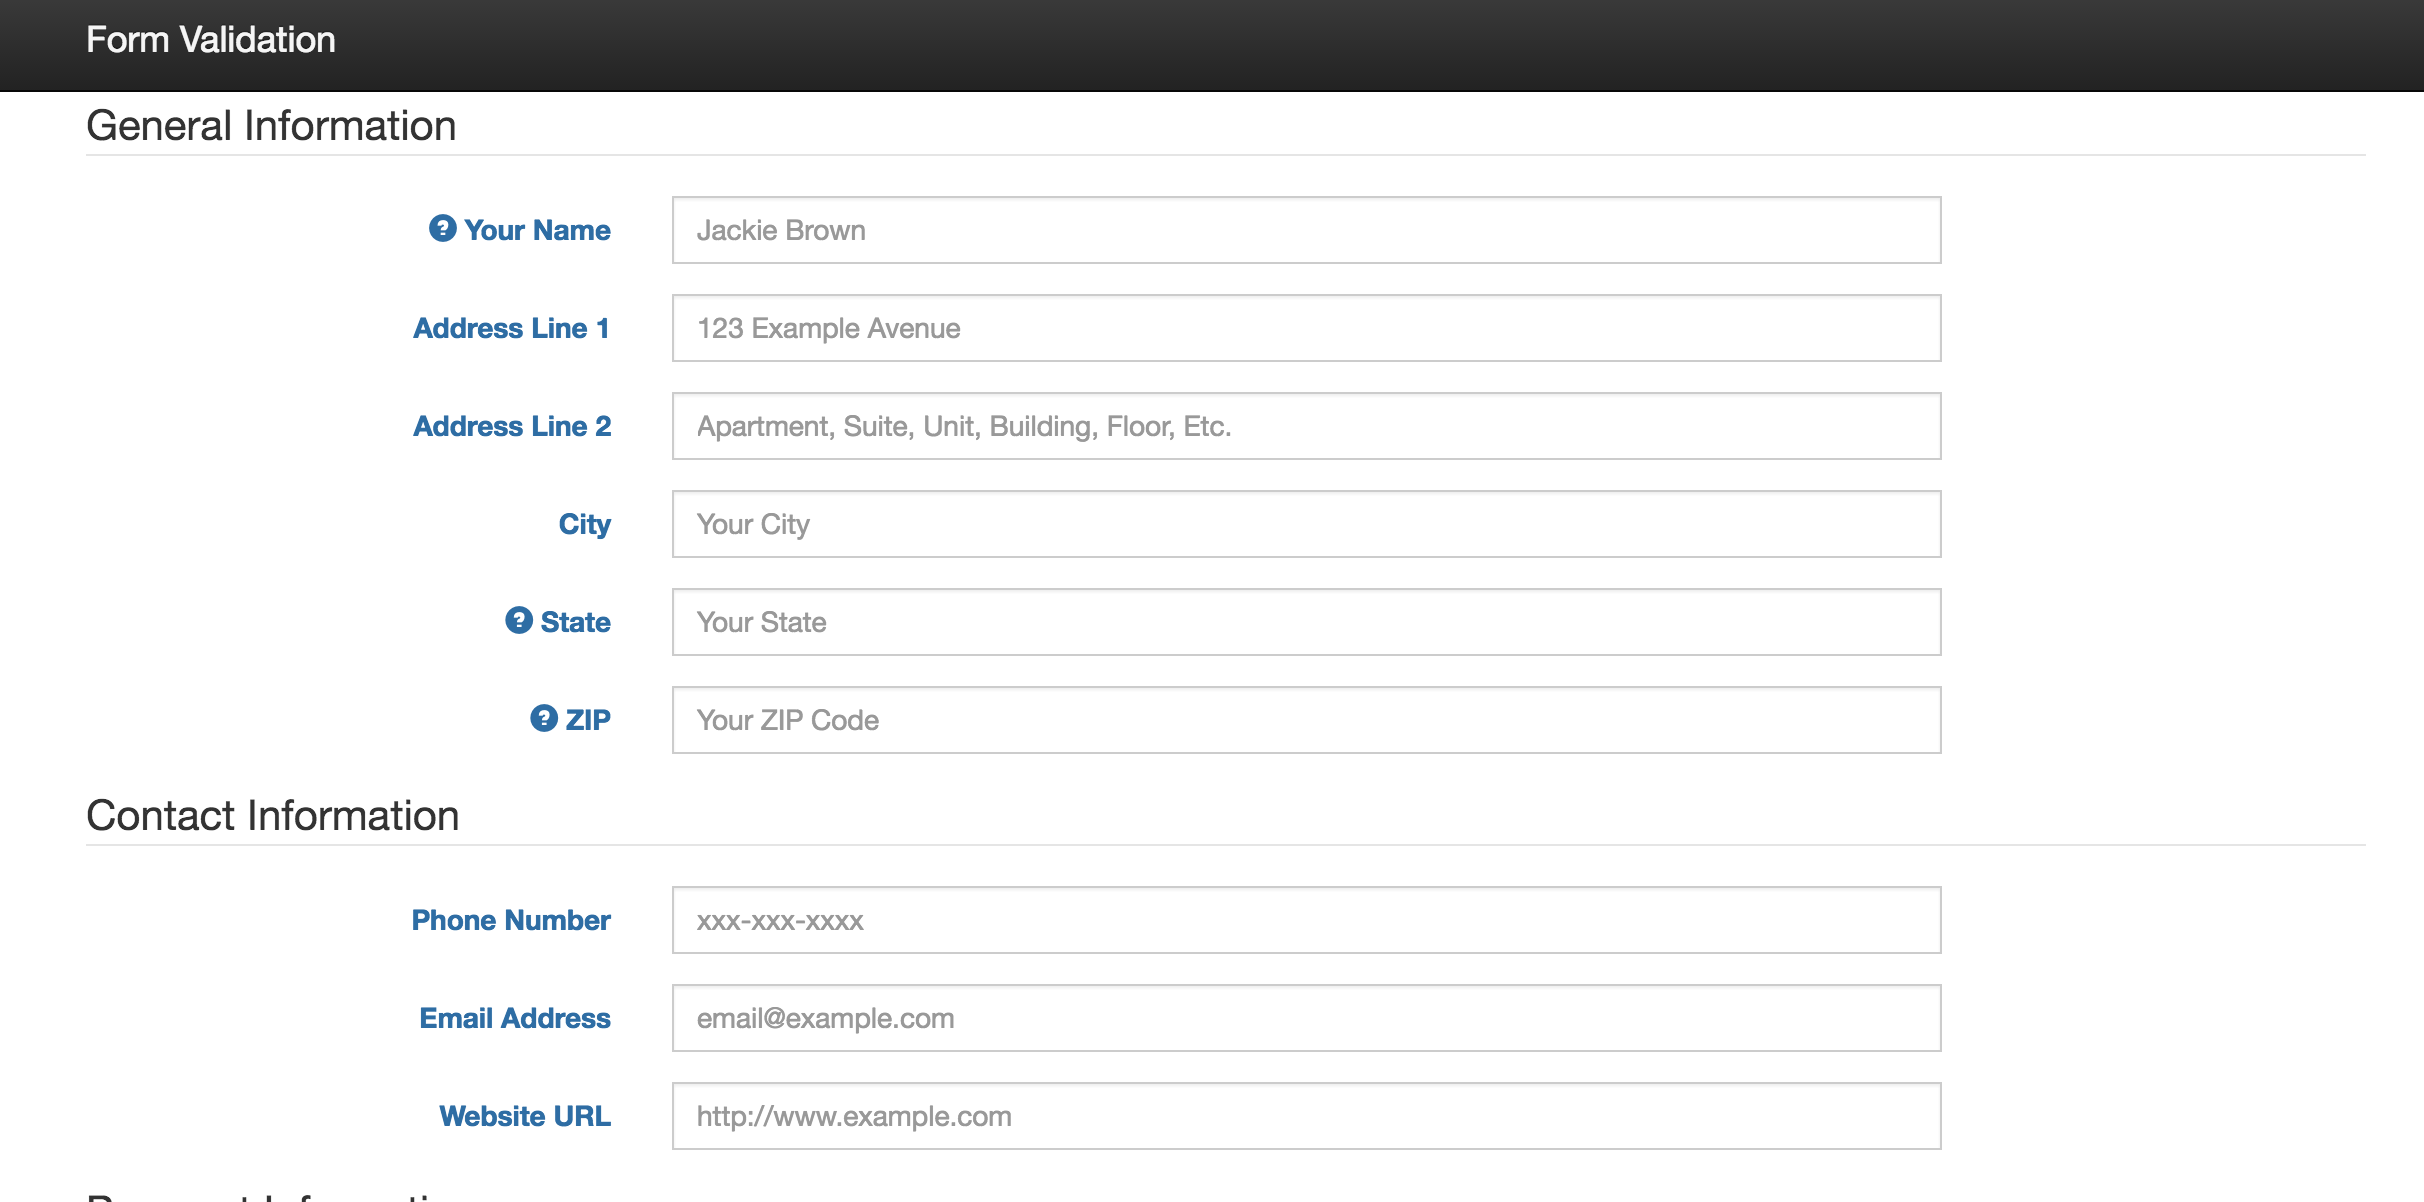 Form Validation
General Information
Your Name
Jackie Brown
Address Line 1
123 Example Avenue
Address Line 2
Apartment, Suite, Unit, Building, Floor, Etc.
City
Your City
State
Your State
ZIP
Your ZIP Code
Contact Information
Phone Number
xxx-xxx-xxxx
Email Address
email@example.com
Website URL
http://www.example.com